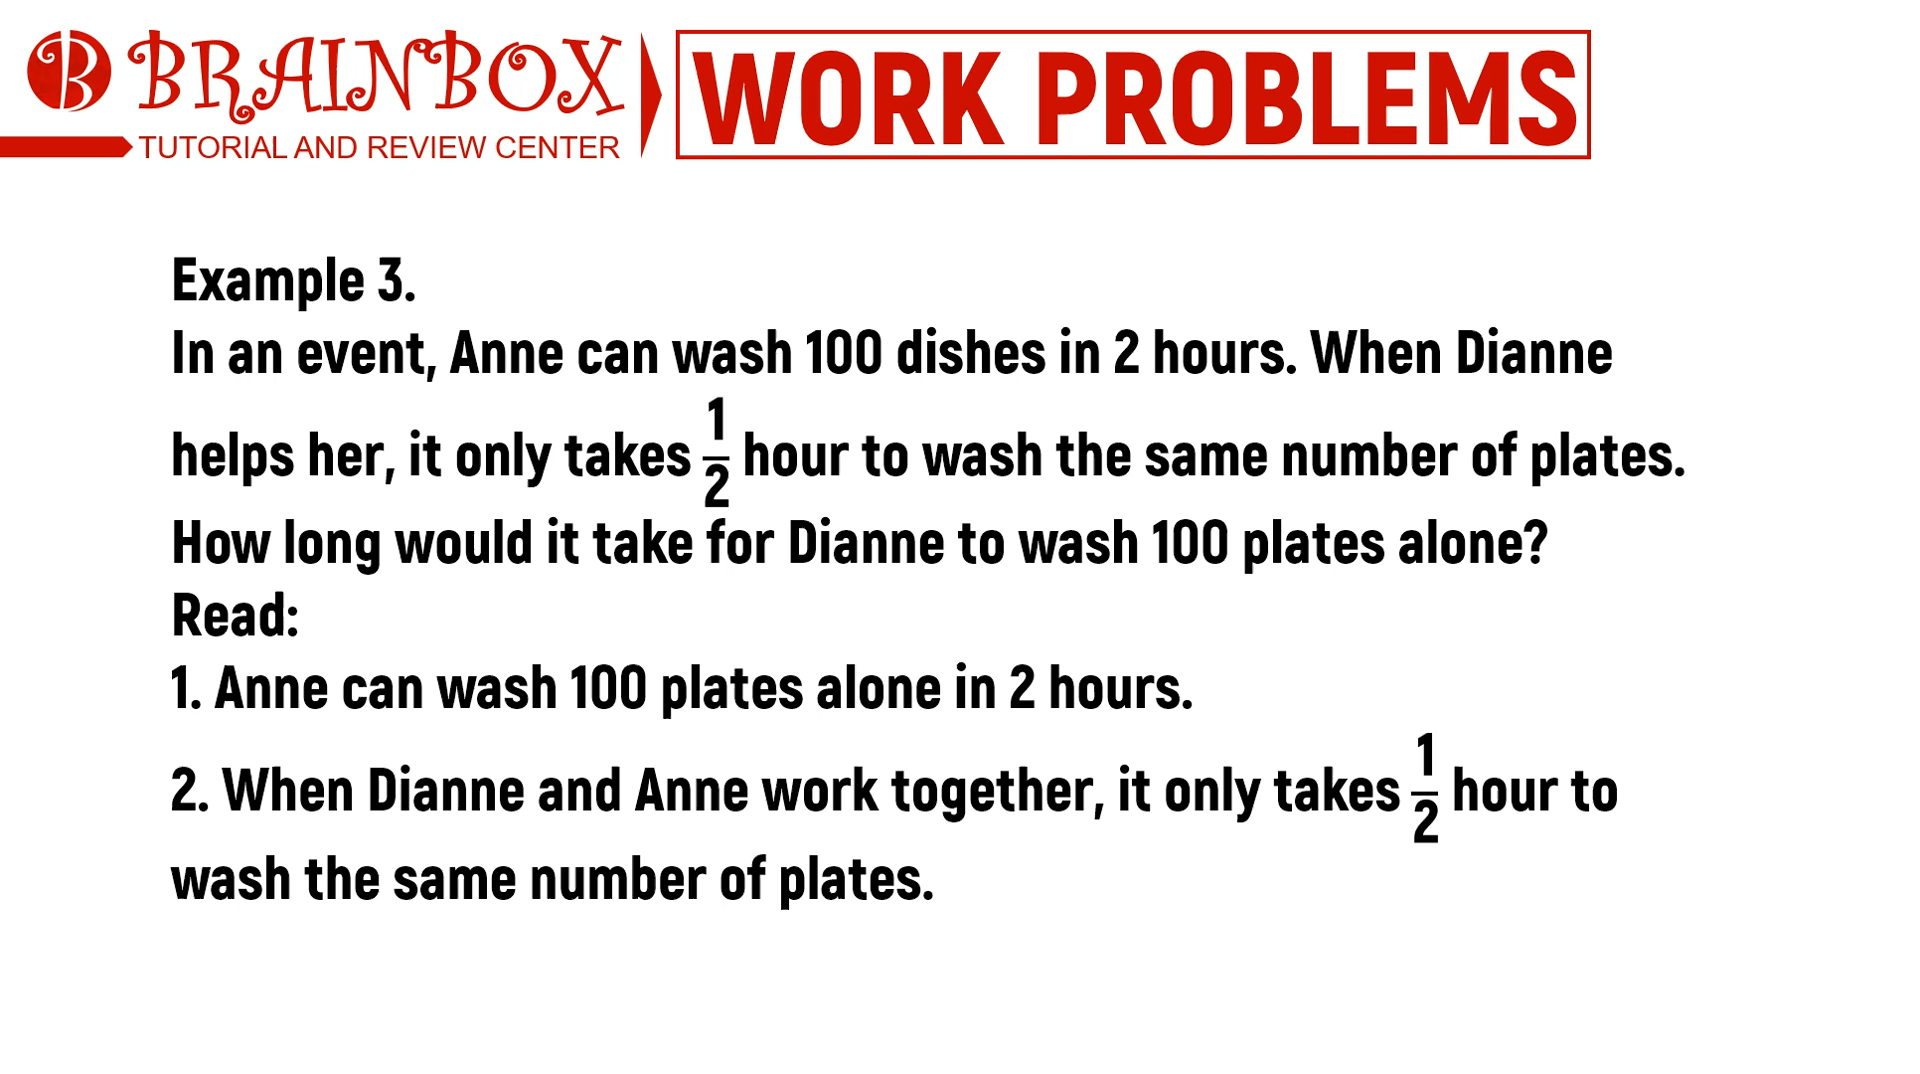 B BRAINBOX
TUTORIAL AND REVIEW CENTER
WORK PROBLEMS
Example 3.
In an event, Anne can wash 100 dishes in 2 hours. When Dianne
helps her, it only takes 1/2 hour to wash the same number of plates.
How long would it take for Dianne to wash 100 plates alone?
Read:
1. Anne can wash 100 plates alone in 2 hours.
2. When Dianne and Anne work together, it only takes 1/2 hour to
wash the same number of plates.